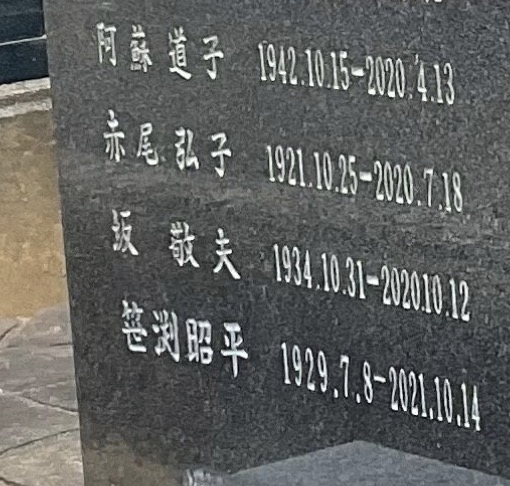 阿蘇道子 1942.10.15-2020.4.13
赤尾弘子 1921.10.25-2020.7.18
坂 敬夫 1934.10.31-2020.10.12
笹渕昭平 1929.7.8-2021.10.14